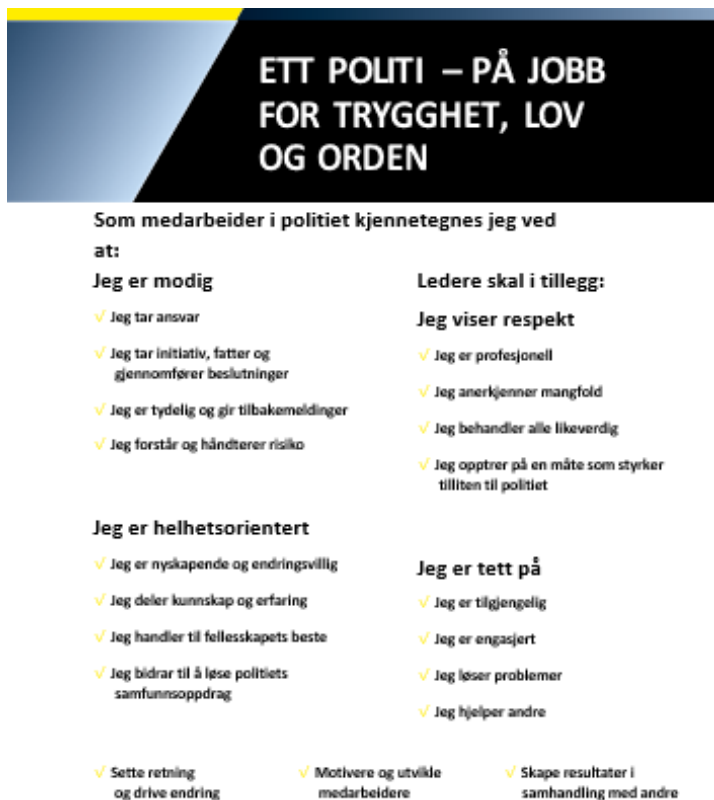 ETT POLITI – PÅ JOBB
FOR TRYGGHET, LOV
OG ORDEN
Som medarbeider i politiet kjennetegnes jeg ved
at:
Jeg er modig
√ Jeg tar ansvar
√ Jeg tar initiativ, fatter og
gjennomfører beslutninger
√ Jeg er tydelig og gir tilbakemeldinger
√ Jeg forstår og håndterer risiko
Ledere skal i tillegg:
Jeg viser respekt
√ Jeg er profesjonell
√ Jeg anerkjenner mangfold
√ Jeg behandler alle likeverdig
√ Jeg opptrer på en måte som styrker
tilliten til politiet
Jeg er helhetsorientert
√ Jeg er nyskapende og endringsvillig
√ Jeg deler kunnskap og erfaring
√ Jeg handler til fellesskapets beste
√ Jeg bidrar til å løse politiets
samfunnsoppdrag
Jeg er tett på
√ Jeg er tilgjengelig
√ Jeg er engasjert
√ Jeg løser problemer
√ Jeg hjelper andre
√ Sette retning
og drive endring
√ Motivere og utvikle
medarbeidere
√ Skape resultater i
samhandling med andre